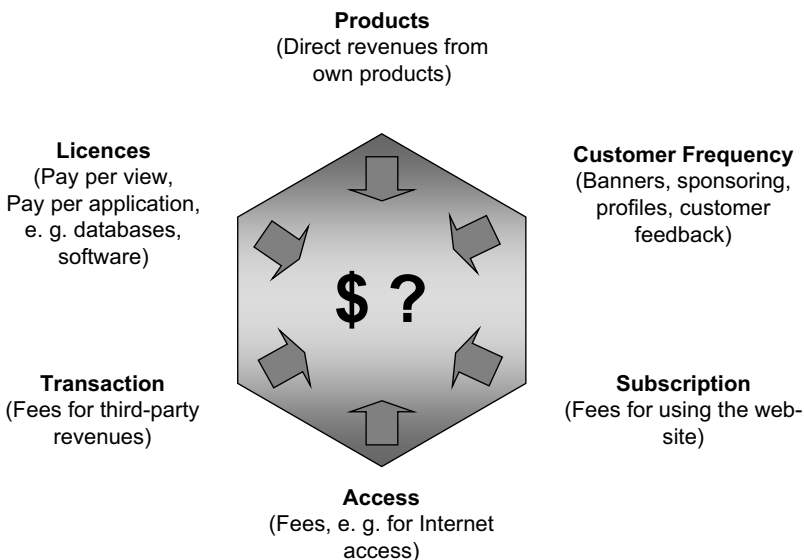 Products
(Direct revenues from
own products)
Licences
(Pay per view,
Pay per application,
e. g. databases,
software)
Customer Frequency
(Banners, sponsoring,
profiles, customer
feedback)
$ ?
Transaction
(Fees for third-party
revenues)
Subscription
(Fees for using the web-
site)
Access
(Fees, e. g. for Internet
access)